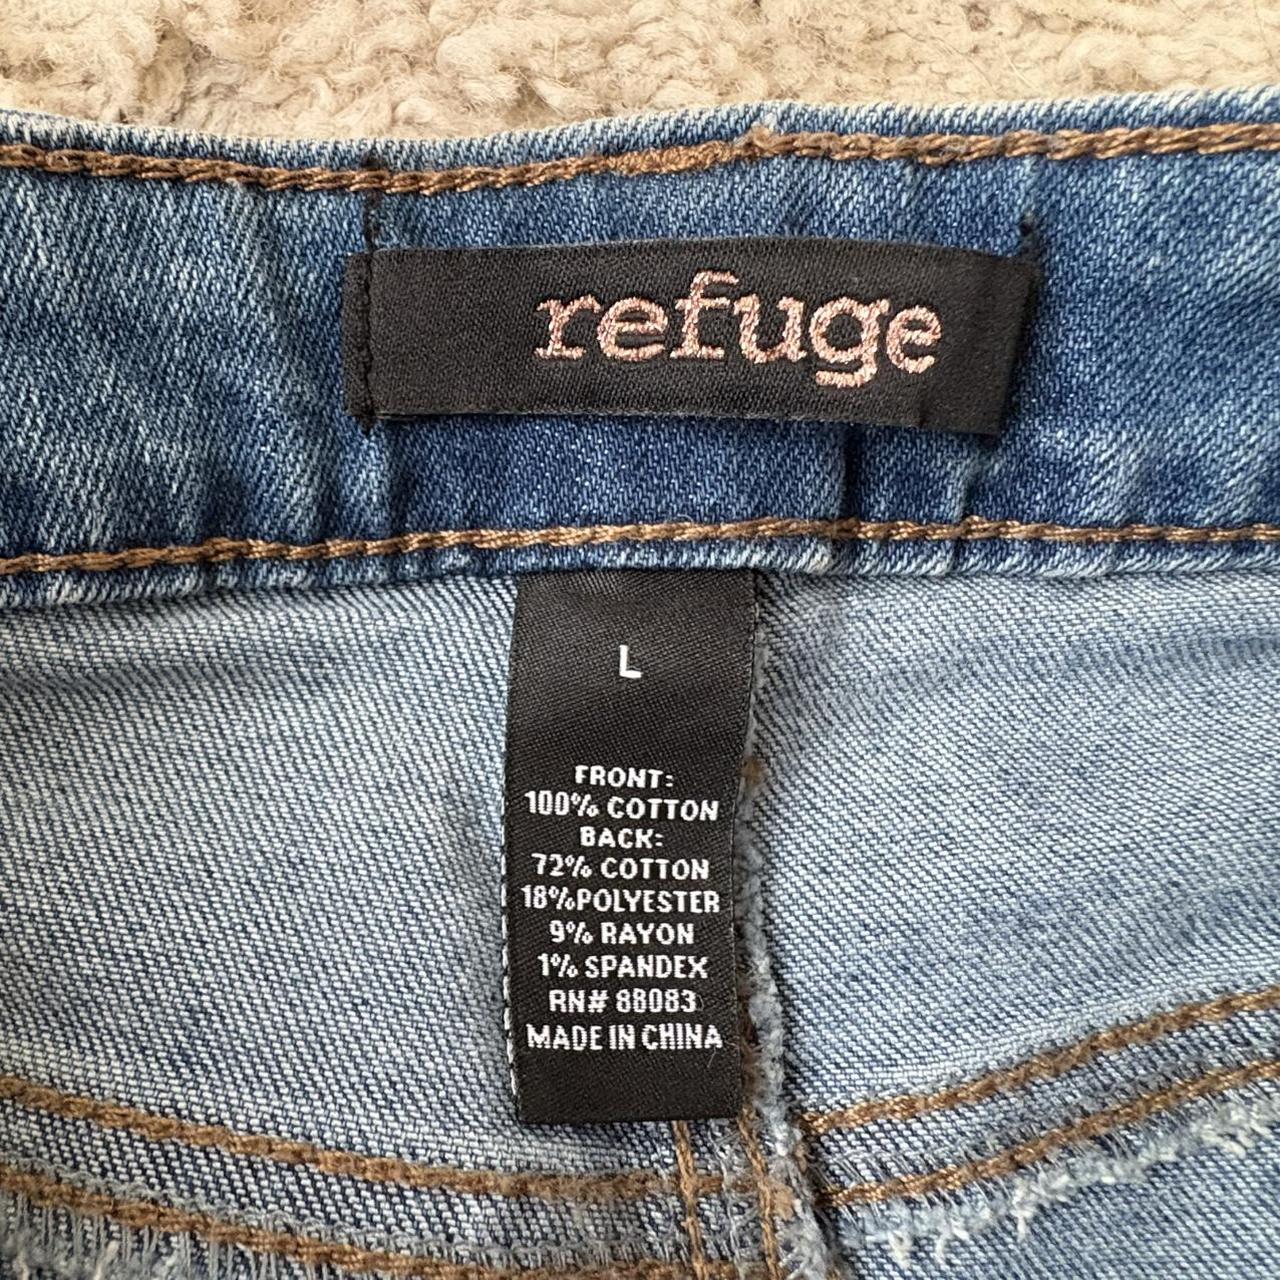 refuge
L
FRONT:
100% COTTON
BACK:
72% COTTON
18%POLYESTER
9% RAYON
1% SPANDEX
RN# 88083
MADE IN CHINA